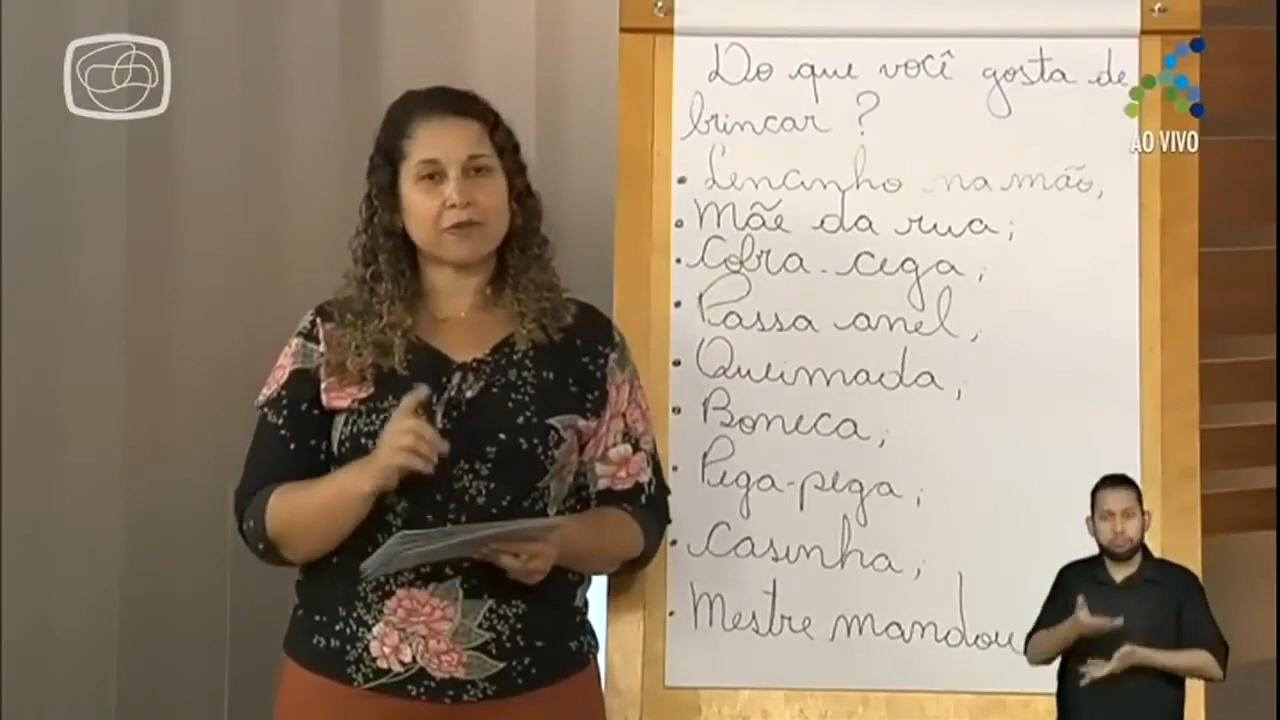 Do que você gosta de
brincar ?
• Lencinho na mão,
• Mãe da rua;
• Cobra-cega;
• Passa anel,
• Queimada;
• Boneca;
• Pega-pega;
• Casinha;
• Mestre mandou
AO VIVO